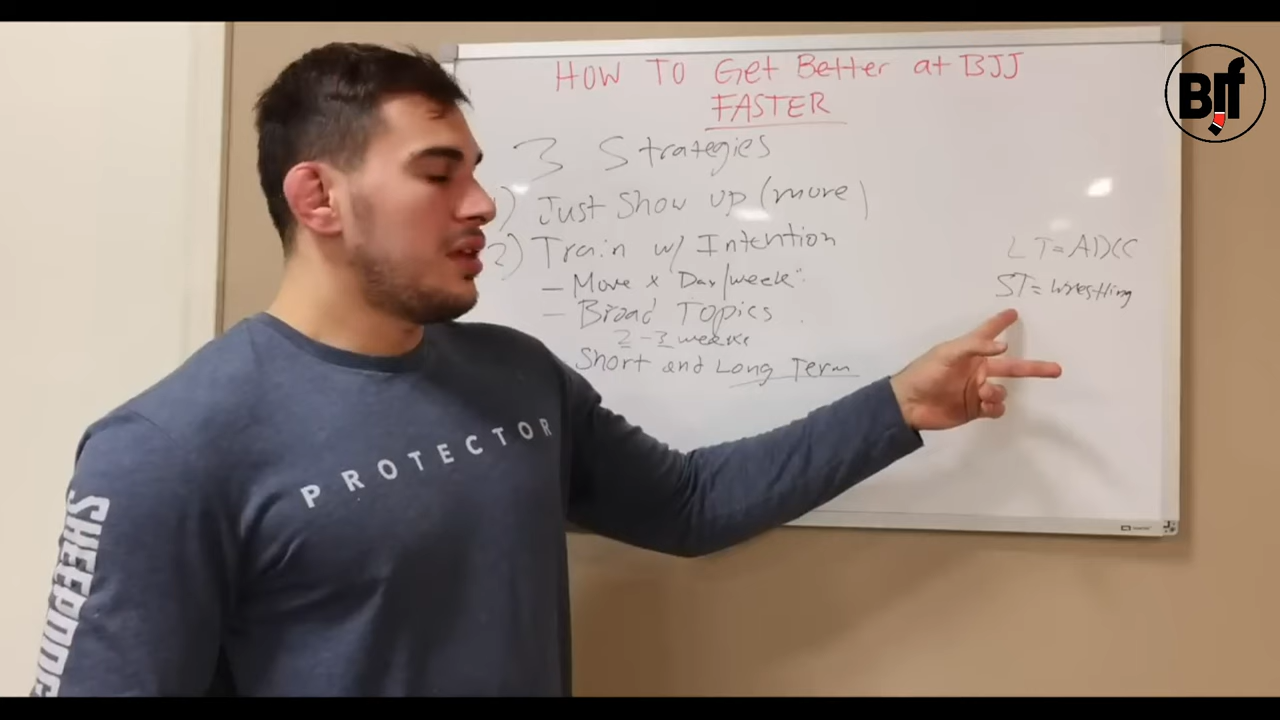 HOW TO Get Better at BJJ
FASTER
3 Strategies
) Just Show up (more)
2) Train w/ Intention
- Move x Day/week"
- Broad Topics
2-3 weeks
Short and Long Term
LT=ADCC
ST=Wrestling
PROTECTOR
SHEEPDOG
BJJf